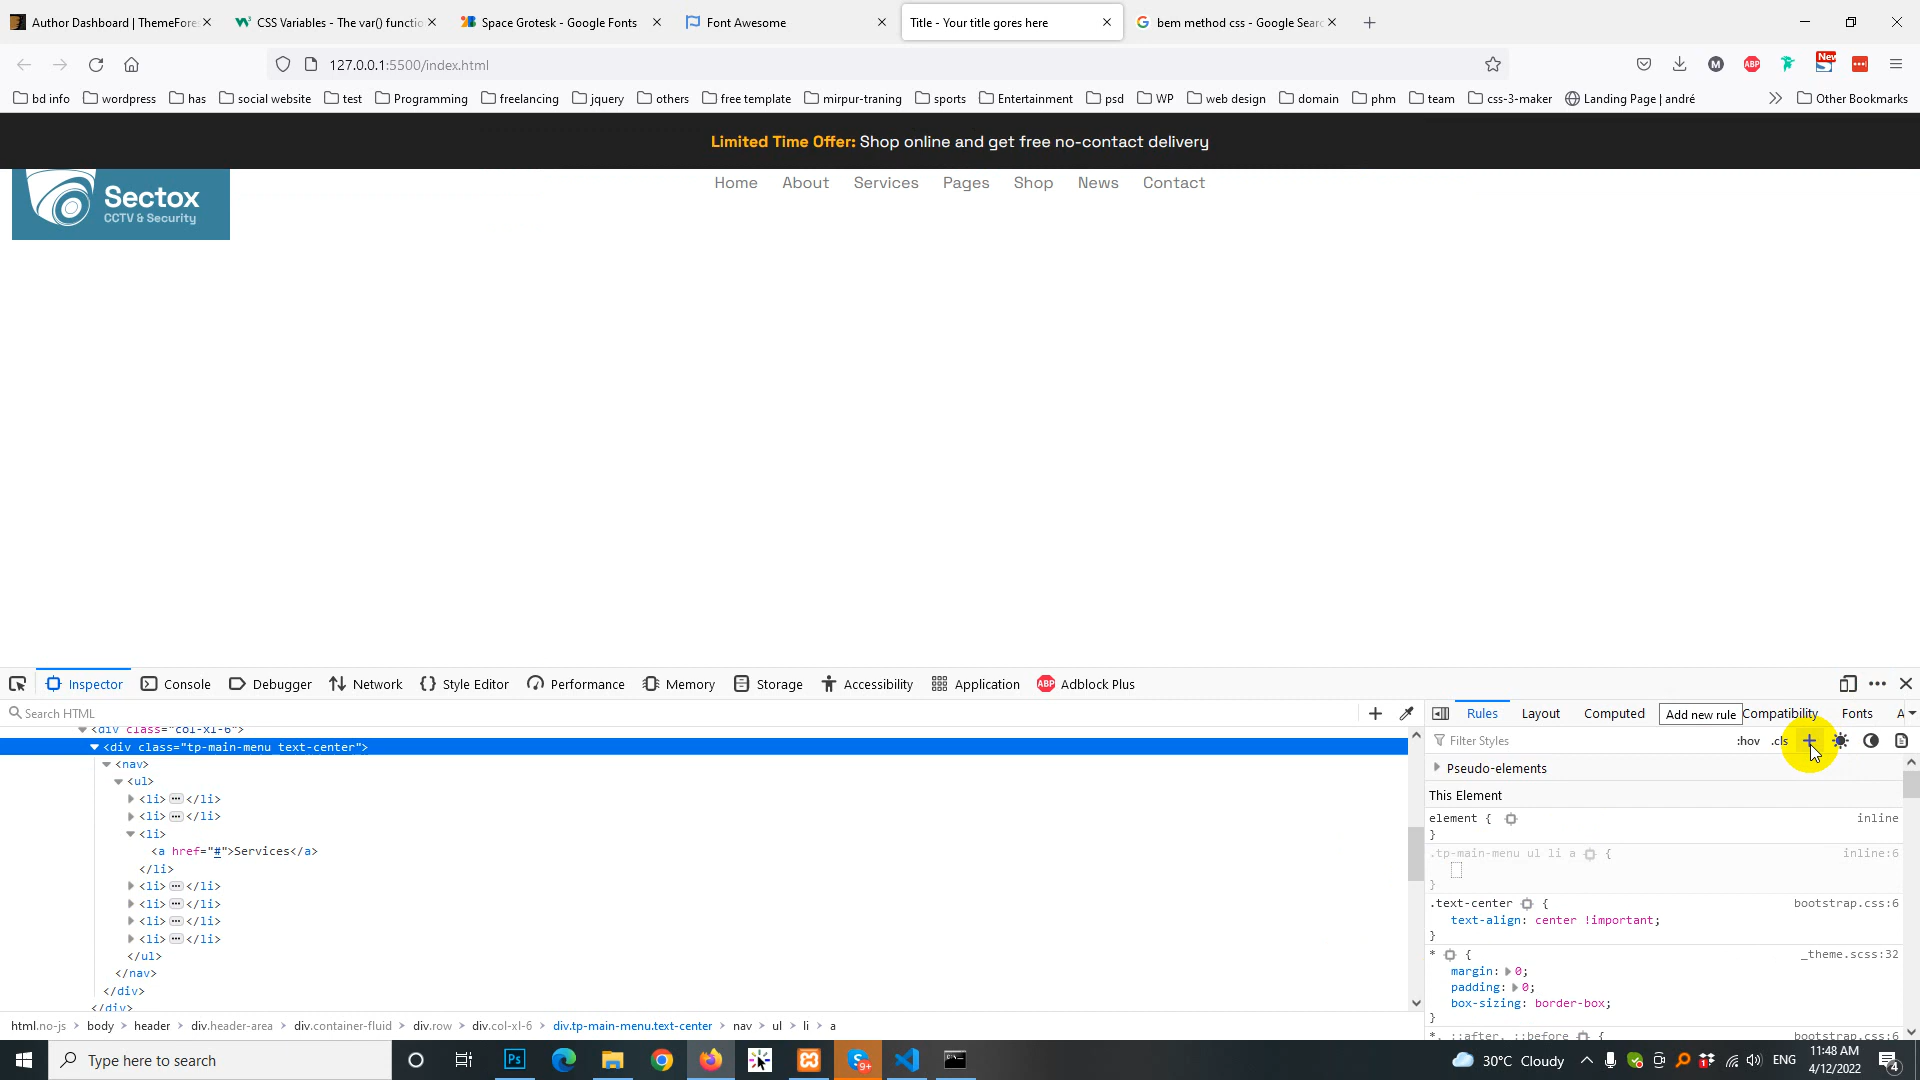 Author Dashboard | ThemeFores
CSS Variables - The var() functio
Space Grotesk - Google Fonts
Font Awesome
Title - Your title gores here
bem method css - Google Searc
127.0.0.1:5500/index.html
M
ABP
New
bd info
wordpress
has
social website
test
Programming
freelancing
jquery
others
free template
mirpur-traning
sports
Entertainment
psd
WP
web design
domain
phm
team
css-3-maker
Landing Page | andré
Other Bookmarks
Limited Time Offer: Shop online and get free no-contact delivery
Sectox
CCTV & Security
Home About Services Pages Shop News Contact
Inspector
Console
Debugger
Network
Style Editor
Performance
Memory
Storage
Accessibility
Application
ABP Adblock Plus
Search HTML
<div class="col-xl-6">
<div class="tp-main-menu text-center">
<nav>
<ul>
<li> ••• </li>
<li> ••• </li>
<li>
<a href="#">Services</a>
</li>
<li> ••• </li>
<li> ••• </li>
<li> ••• </li>
<li> ••• </li>
</ul>
</nav>
</div>
</div>
Rules
Layout
Computed
Add new rule
Compatibility
Fonts
A
Filter Styles
:hov .cls
Pseudo-elements
This Element
element { inline
}
.tp-main-menu ul li a { inline:6
}
.text-center { bootstrap.css:6
text-align: center !important;
}
* { _theme.scss:32
margin: 0;
padding: 0;
box-sizing: border-box;
}
*, ::after, ::before { bootstrap.css:6
html.no-js
body
header
div.header-area
div.container-fluid
div.row
div.col-xl-6
div.tp-main-menu.text-center
nav
ul
li
a
Type here to search
Ps
9+
30°C Cloudy
ENG
11:48 AM
4/12/2022
4